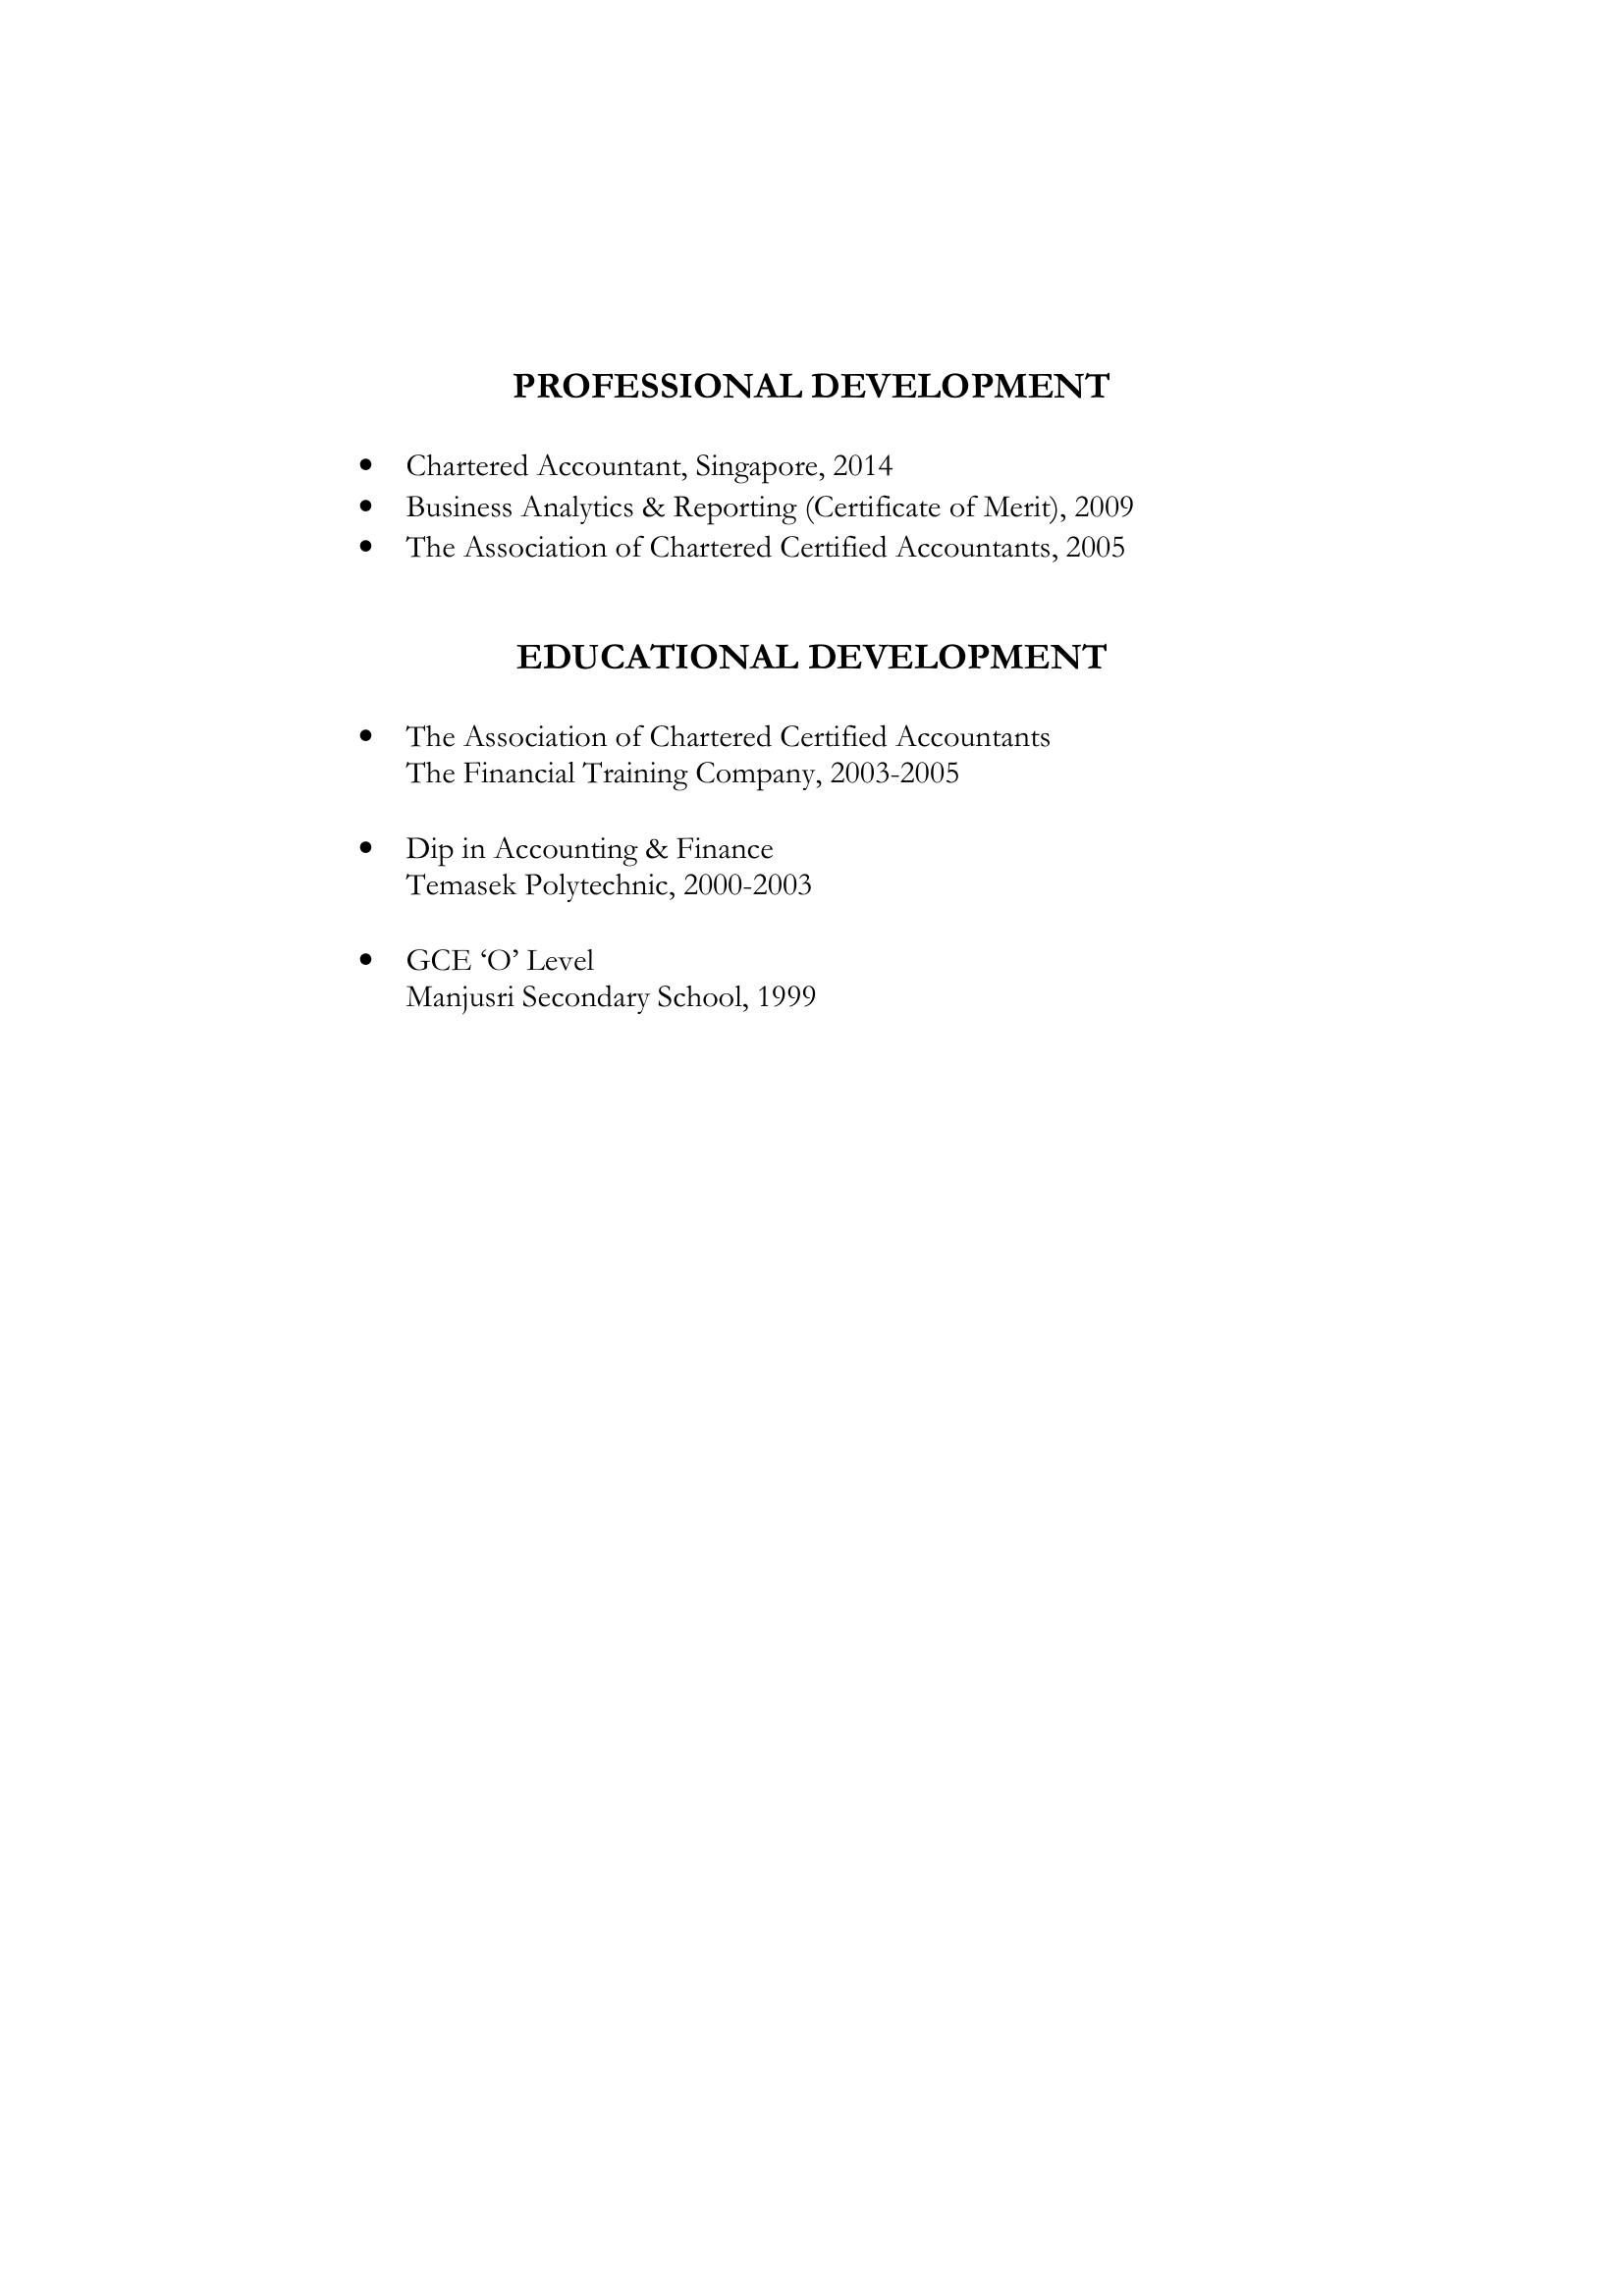 PROFESSIONAL DEVELOPMENT
• Chartered Accountant, Singapore, 2014
• Business Analytics & Reporting (Certificate of Merit), 2009
• The Association of Chartered Certified Accountants, 2005
EDUCATIONAL DEVELOPMENT
• The Association of Chartered Certified Accountants
The Financial Training Company, 2003-2005
• Dip in Accounting & Finance
Temasek Polytechnic, 2000-2003
• GCE ‘O’ Level
Manjusri Secondary School, 1999